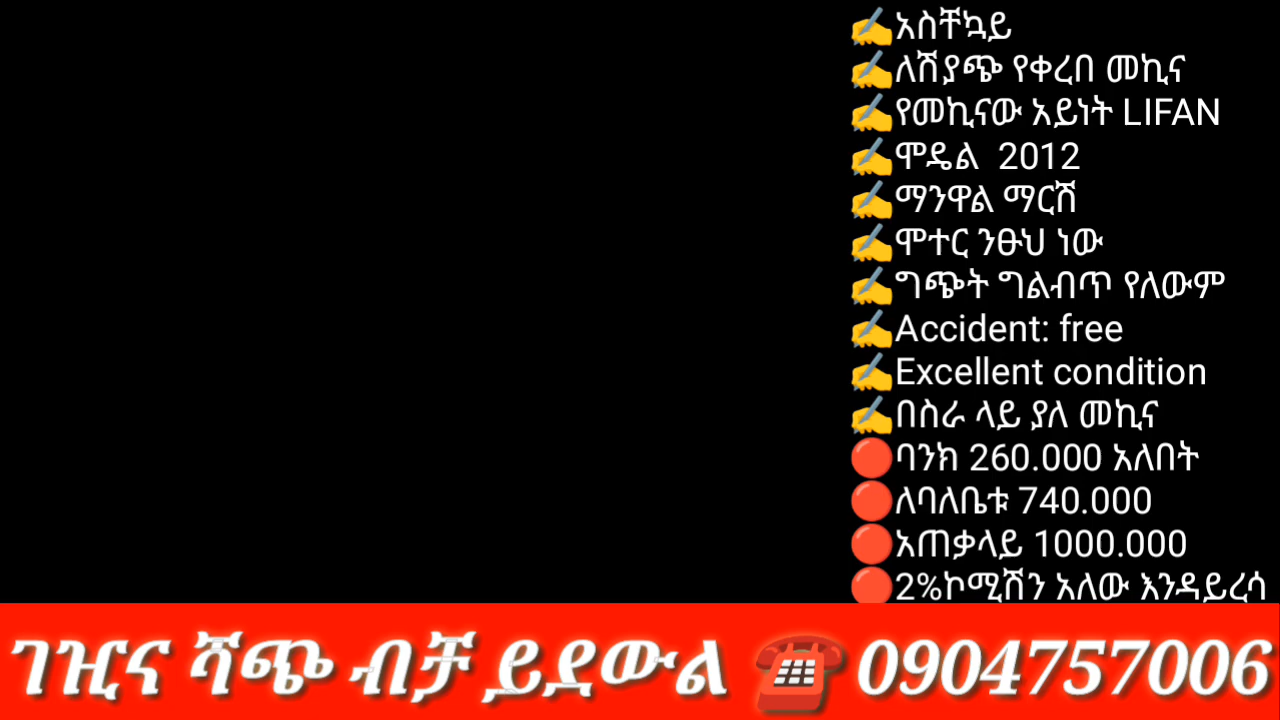 ✍️አስቸኳይ
✍️ለሽያጭ የቀረበ መኪና
✍️የመኪናው አይነት LIFAN
✍️ሞዴል  2012
✍️ማንዋል ማርሽ
✍️ሞተር ንፁህ ነው
✍️ግጭት ግልብጥ የለውም
✍️Accident: free
✍️Excellent condition
✍️በስራ ላይ ያለ መኪና
🔴ባንክ 260.000 አለበት
🔴ለባለቤቱ 740.000
🔴አጠቃላይ 1000.000
🔴2%ኮሚሽን አለው እንዳይረሳ
ገዢና ሻጭ ብቻ ይደውል ☎️ 0904757006